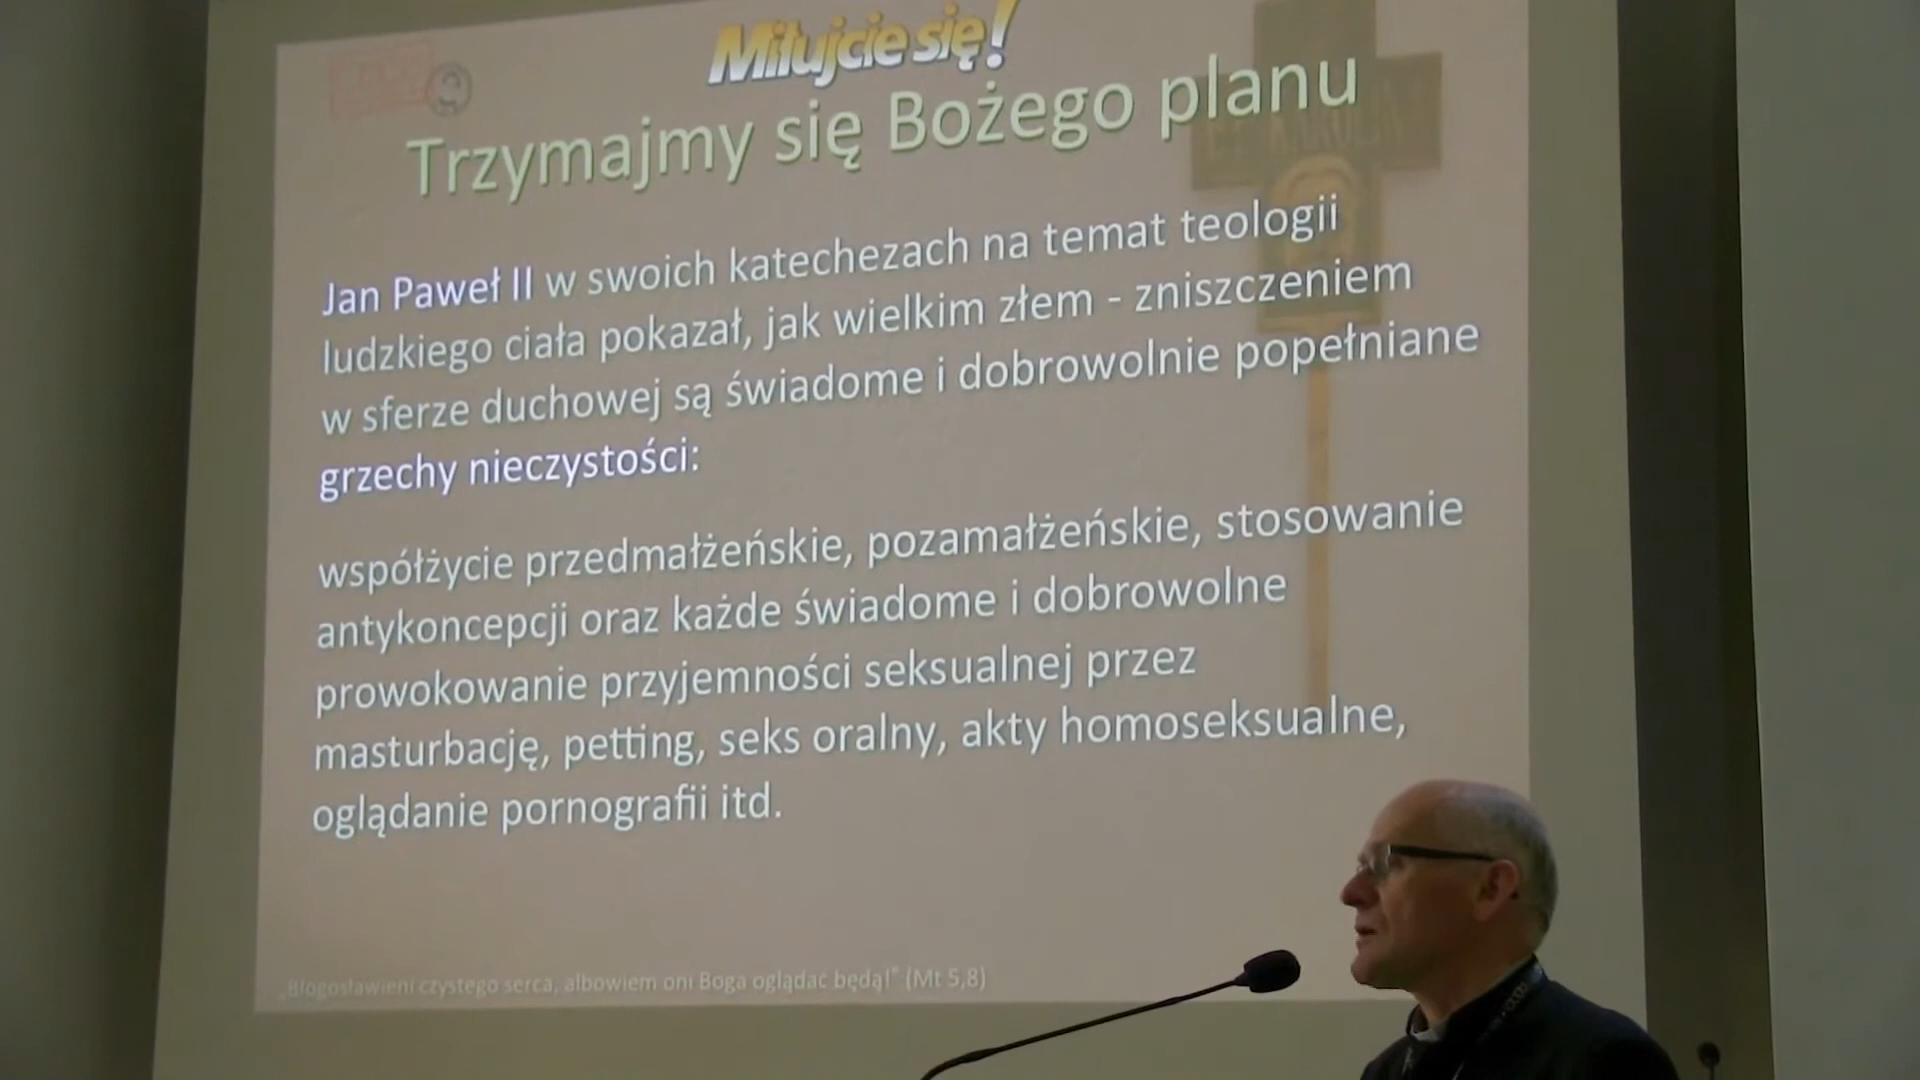 Miłujcie się!
Trzymajmy się Bożego planu
Jan Paweł II w swoich katechezach na temat teologii
ludzkiego ciała pokazał, jak wielkim złem - zniszczeniem
w sferze duchowej są świadome i dobrowolnie popełniane
grzechy nieczystości:
współżycie przedmałżeńskie, pozamałżeńskie, stosowanie
antykoncepcji oraz każde świadome i dobrowolne
prowokowanie przyjemności seksualnej przez
masturbację, petting, seks oralny, akty homoseksualne,
oglądanie pornografii itd.
„Błogosławieni czystego serca, albowiem oni Boga oglądać będą!" (Mt 5,8)